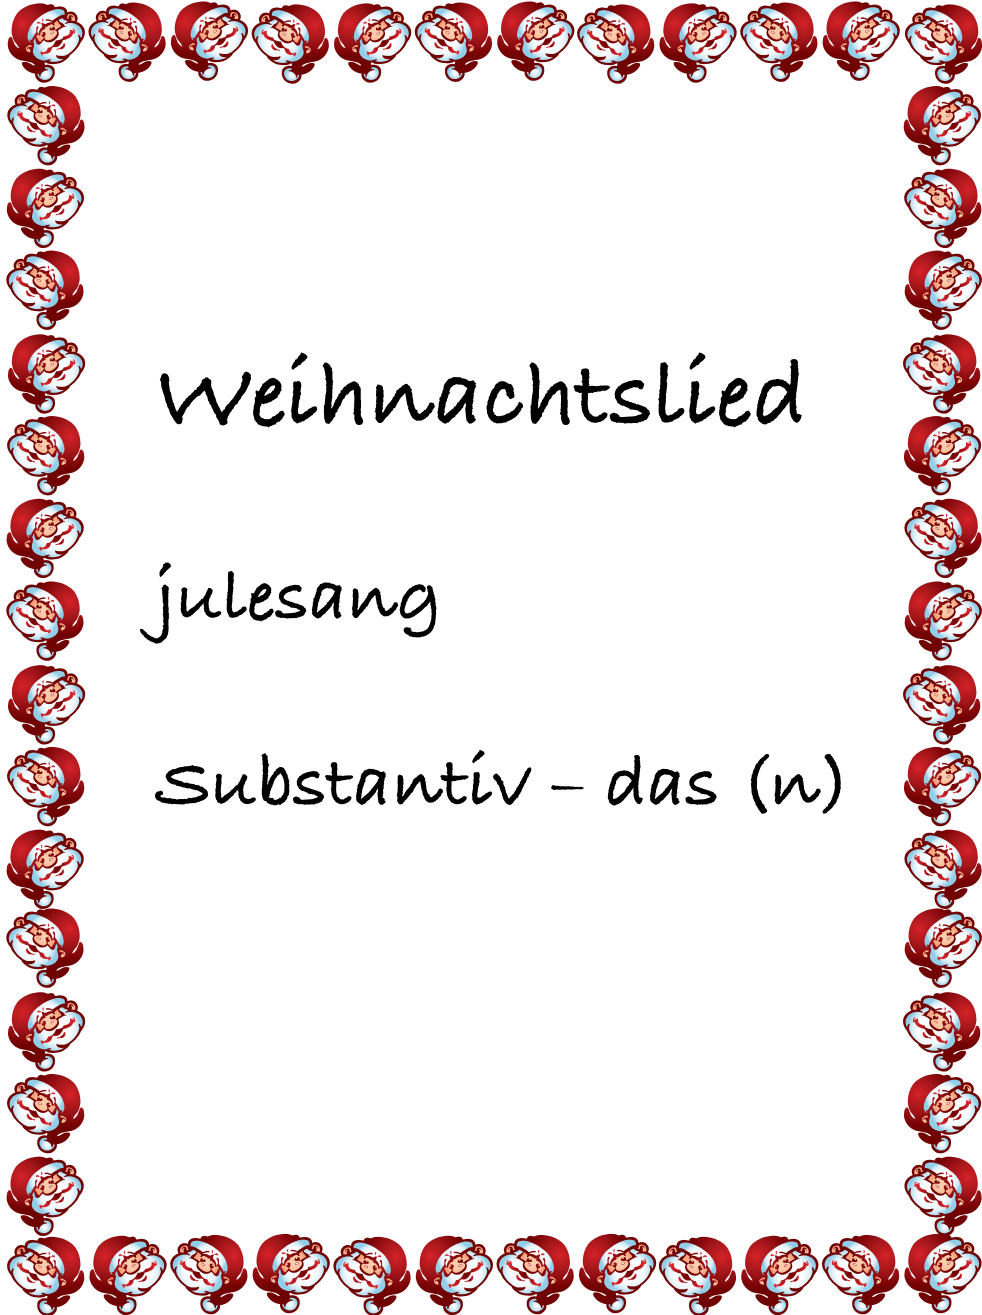 Weihnachtslied
julesang
Substantiv – das (n)